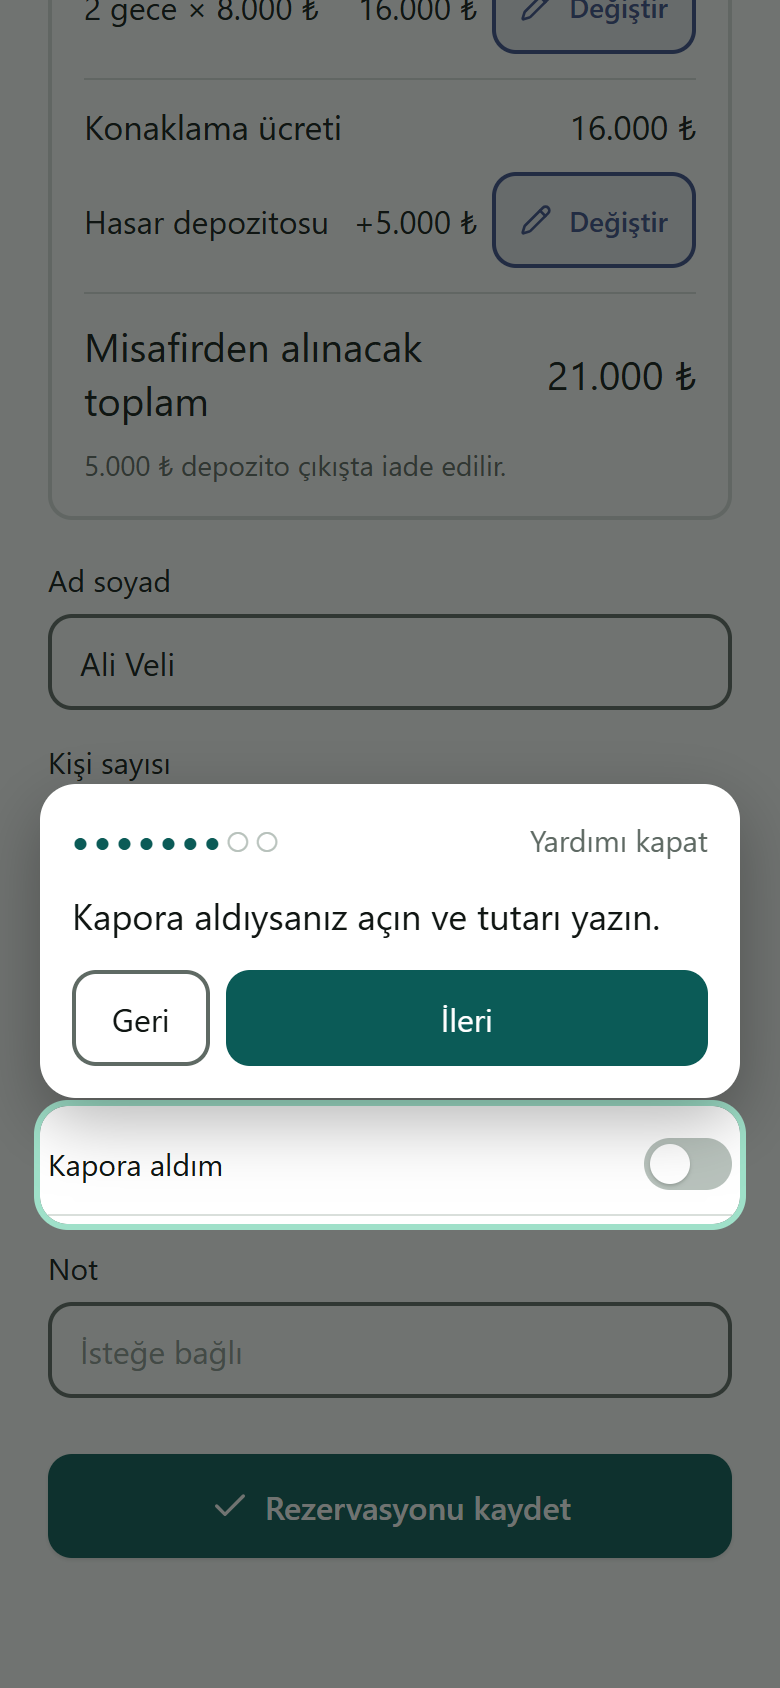 2 gece × 8.000 ₺ 16.000 ₺ Değiştir
Konaklama ücreti 16.000 ₺
Hasar depozitosu +5.000 ₺ Değiştir
Misafirden alınacak
toplam 21.000 ₺
5.000 ₺ depozito çıkışta iade edilir.
Ad soyad
Ali Veli
Kişi sayısı
Yardımı kapat
Kapora aldıysanız açın ve tutarı yazın.
Geri İleri
Kapora aldım
Not
İsteğe bağlı
Rezervasyonu kaydet